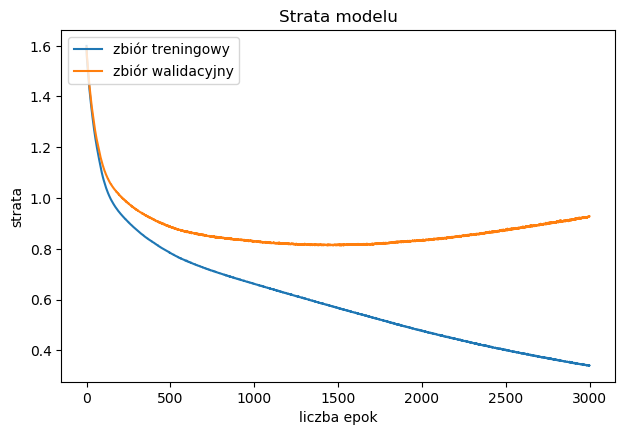 Strata modelu
zbiór treningowy
zbiór walidacyjny
strata
1.6
1.4
1.2
1.0
0.8
0.6
0.4
0 500 1000 1500 2000 2500 3000
liczba epok